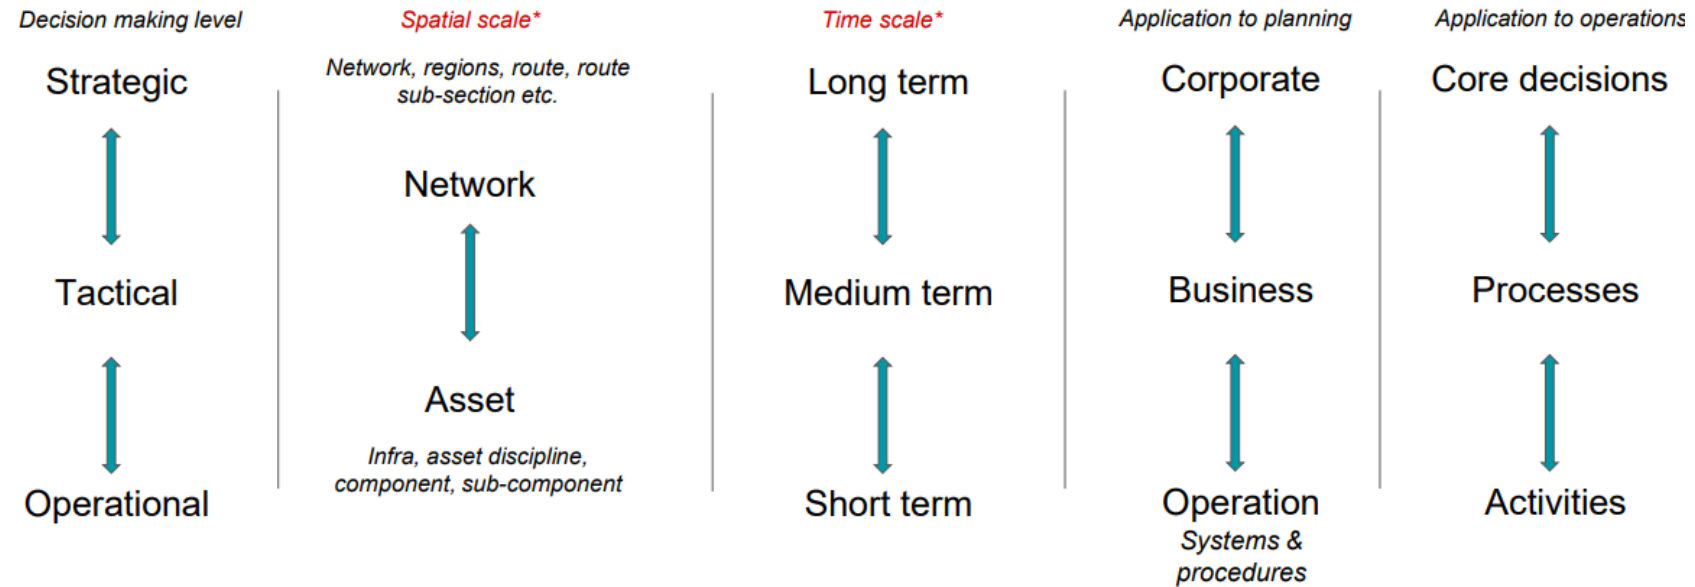 Decision making level
Spatial scale*
Time scale*
Application to planning
Application to operations
Strategic
Network, regions, route, route
sub-section etc.
Long term
Corporate
Core decisions
Network
Tactical
Medium term
Business
Processes
Asset
Infra, asset discipline,
component, sub-component
Operational
Short term
Operation
Systems &
procedures
Activities